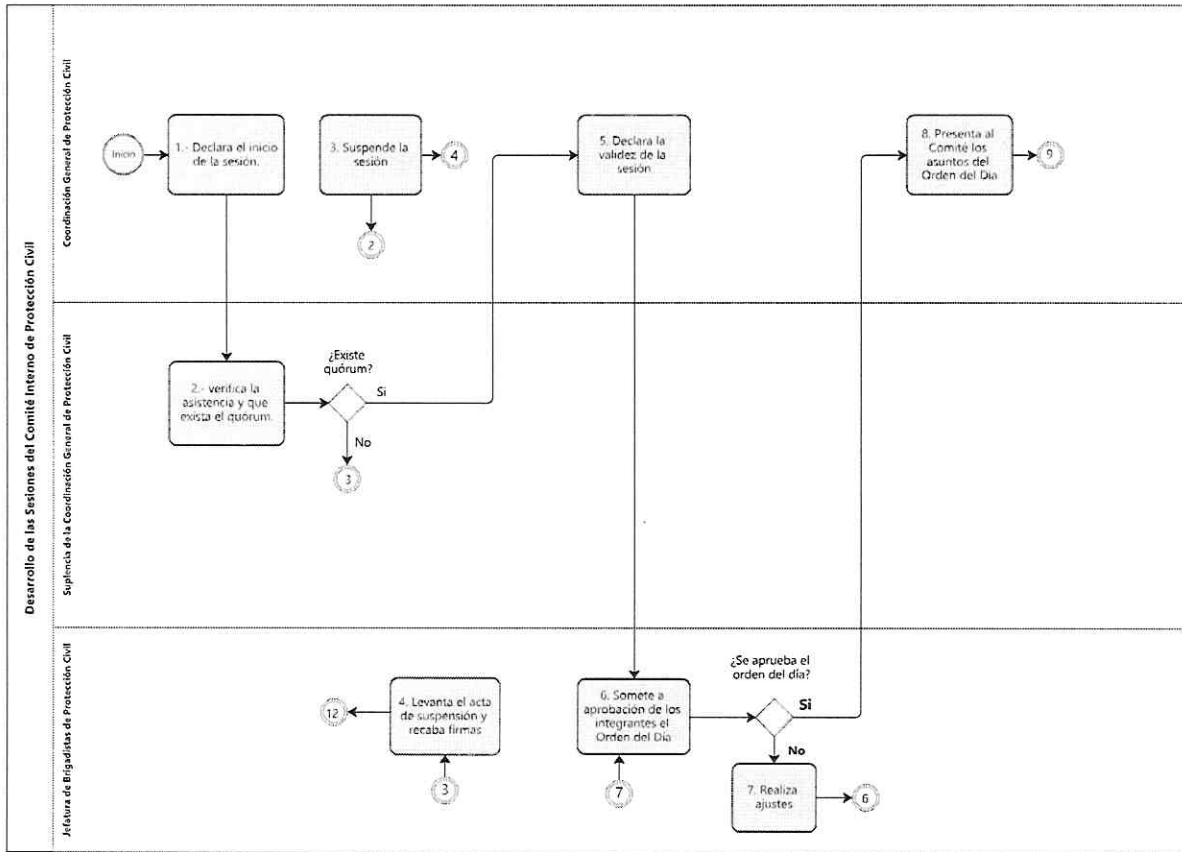 Desarrollo de las Sesiones del Comité Interno de Protección Civil
Coordinación General de Protección Civil
Inicio
1.- Declara el inicio
de la sesión.
3. Suspende la
sesión
4
2
5. Declara la
validez de la
sesión
8. Presenta al
Comité los
asuntos del
Orden del Día
9
Suplencia de la Coordinación General de Protección Civil
2.- verifica la
asistencia y que
exista el quórum.
¿Existe
quórum?
Si
No
3
Jefatura de Brigadistas de Protección Civil
12
4. Levanta el acta
de suspensión y
recaba firmas
3
6. Somete a
aprobación de los
integrantes el
Orden del Día
7
¿Se aprueba el
orden del día?
Si
No
7. Realiza
ajustes
6